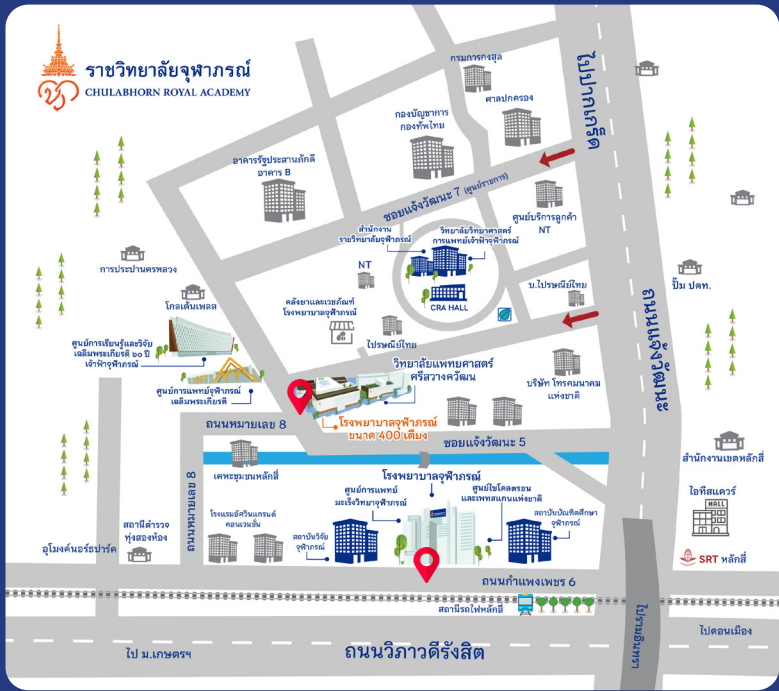 ราชวิทยาลัยจุฬาภรณ์
CHULABHORN ROYAL ACADEMY
กรมการกงสุล
ศาลปกครอง
กองบัญชาการ
กองทัพไทย
ไปปากเกร็ด
อาคารรัฐประสานภักดี
อาคาร B
ซอยแจ้งวัฒนะ 7 (ศูนย์ราชการ)
ศูนย์บริการลูกค้า
NT
สำนักงาน
ราชวิทยาลัยจุฬาภรณ์
วิทยาลัยวิทยาศาสตร์
การแพทย์เจ้าฟ้าจุฬาภรณ์
การประปานครหลวง
NT
CRA HALL
บ.ไปรษณีย์ไทย
ปั๊ม ปตท.
โกลเด้นเพลส
คลังยาและเวชภัณฑ์
โรงพยาบาลจุฬาภรณ์
ถนนแจ้งวัฒนะ
ไปรษณีย์ไทย
ศูนย์การเรียนรู้และวิจัย
เฉลิมพระเกียรติ ๖๐ ปี
เจ้าฟ้าจุฬาภรณ์
วิทยาลัยแพทยศาสตร์
ศรีสวางควัฒน
บริษัท โทรคมนาคม
แห่งชาติ
ศูนย์การแพทย์จุฬาภรณ์
เฉลิมพระเกียรติ
โรงพยาบาลจุฬาภรณ์
ขนาด 400 เตียง
ถนนหมายเลข 8
ซอยแจ้งวัฒนะ 5
สำนักงานเขตหลักสี่
เคหะชุมชนหลักสี่
ถนนหมายเลข 8
โรงพยาบาลจุฬาภรณ์
ศูนย์การแพทย์
มะเร็งวิทยาจุฬาภรณ์
ศูนย์ไซโคลตรอน
และเพทสแกนแห่งชาติ
ไอทีสแควร์
MALL
โรงแรมอัศวินแกรนด์
คอนเวนชั่น
สถาบันวิจัย
จุฬาภรณ์
สถาบันบัณฑิตศึกษา
จุฬาภรณ์
สถานีตำรวจ
ทุ่งสองห้อง
อุโมงค์นอร์ธปาร์ค
SRT หลักสี่
ถนนกำแพงเพชร 6
สถานีรถไฟหลักสี่
ไปรามอินทรา
ไปดอนเมือง
ไป ม.เกษตรฯ
ถนนวิภาวดีรังสิต